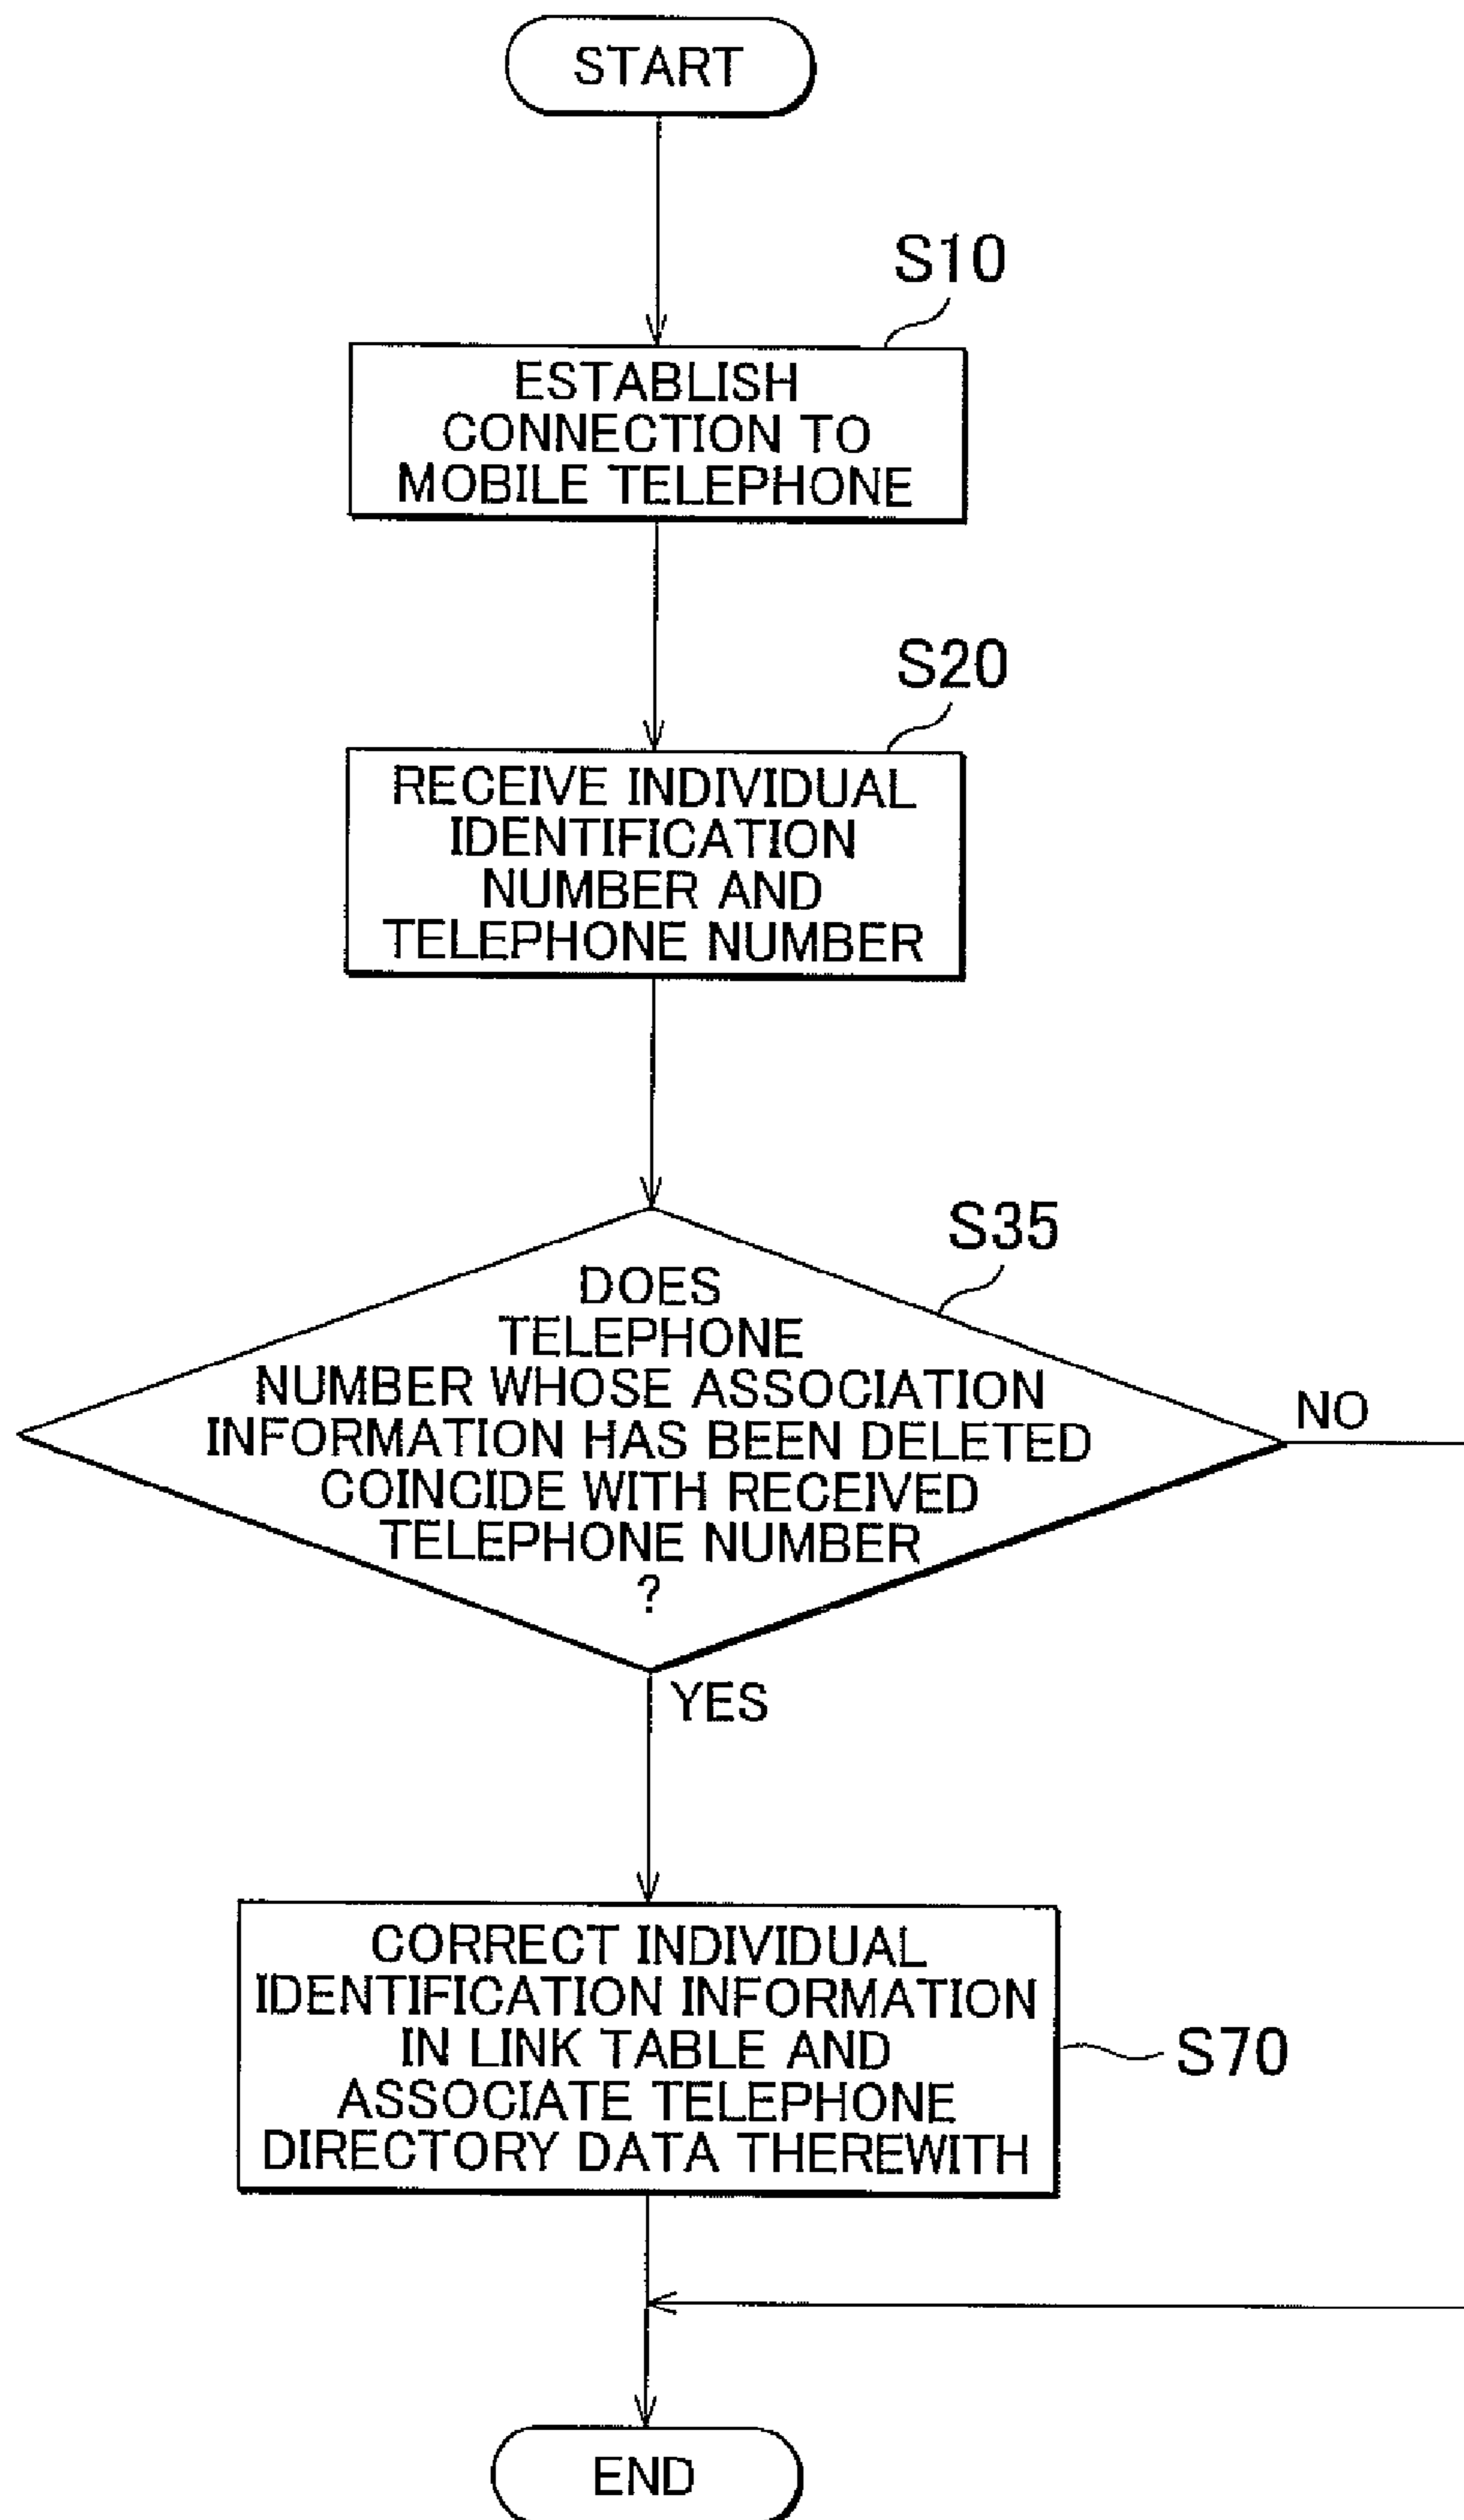 START
S10
ESTABLISH
CONNECTION TO
MOBILE TELEPHONE
S20
RECEIVE INDIVIDUAL
IDENTIFICATION
NUMBER AND
TELEPHONE NUMBER
S35
DOES
TELEPHONE
NUMBER WHOSE ASSOCIATION
INFORMATION HAS BEEN DELETED
COINCIDE WITH RECEIVED
TELEPHONE NUMBER
?
NO
YES
CORRECT INDIVIDUAL
IDENTIFICATION INFORMATION
IN LINK TABLE AND
ASSOCIATE TELEPHONE
DIRECTORY DATA THEREWITH
S70
END